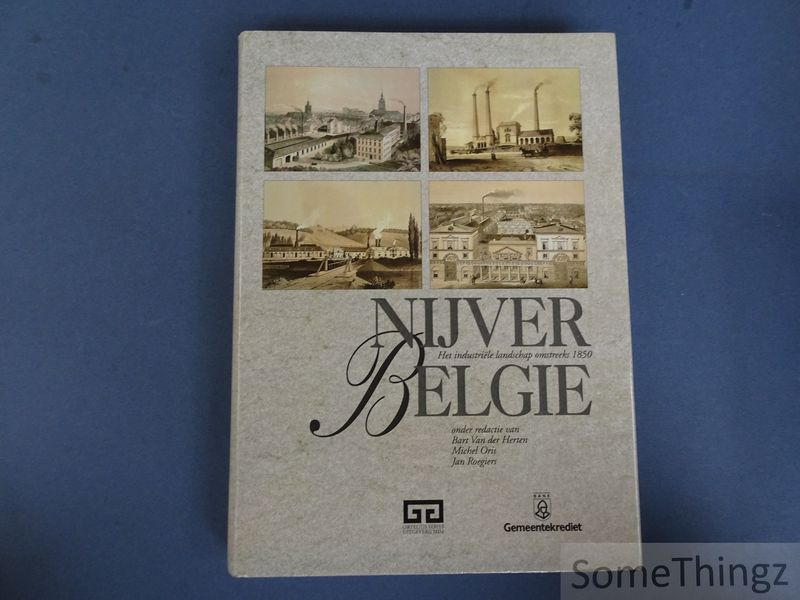 NIJVER
Het industriële landschap omstreeks 1850
BELGIE
onder redactie van
Bart Van der Herten
Michel Oris
Jan Roegiers
BANK
Gemeentekrediet
SomeThingz